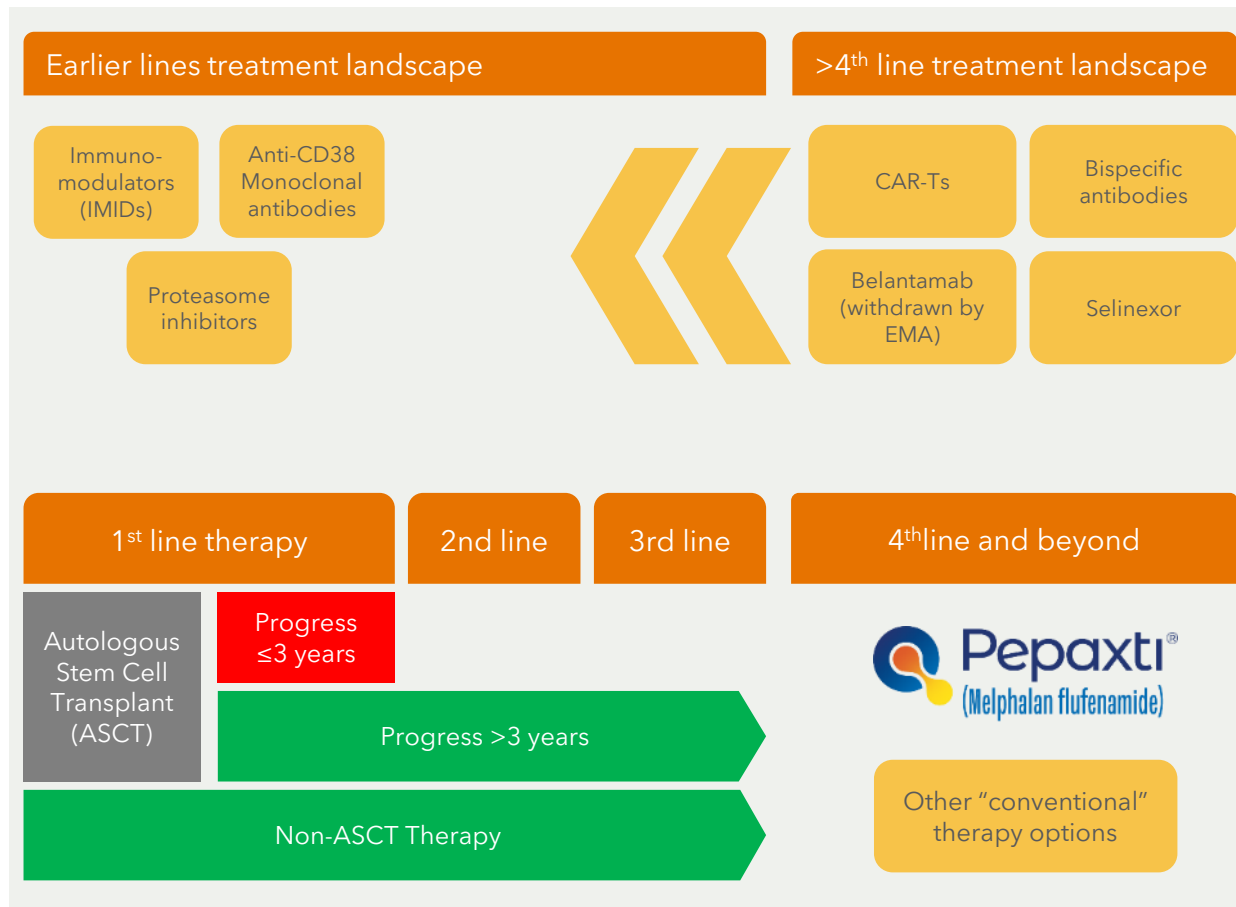 Earlier lines treatment landscape
>4th line treatment landscape
Immuno-
modulators
(IMIDs)
Anti-CD38
Monoclonal
antibodies
Proteasome
inhibitors
CAR-Ts
Bispecific
antibodies
Belantamab
(withdrawn by
EMA)
Selinexor
1st line therapy
2nd line
3rd line
4thline and beyond
Autologous
Stem Cell
Transplant
(ASCT)
Progress
≤3 years
Progress >3 years
Non-ASCT Therapy
Pepaxti®
(Melphalan flufenamide)
Other “conventional”
therapy options